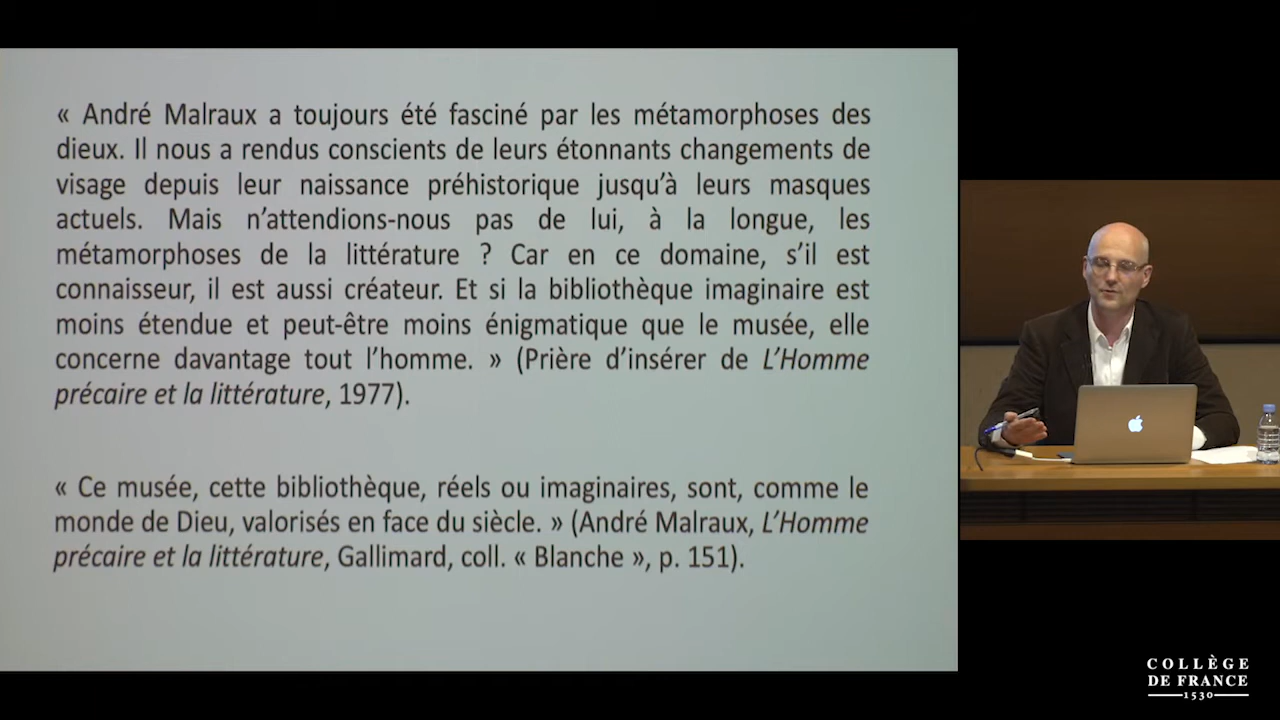 « André Malraux a toujours été fasciné par les métamorphoses des
dieux. Il nous a rendus conscients de leurs étonnants changements de
visage depuis leur naissance préhistorique jusqu’à leurs masques
actuels. Mais n’attendions-nous pas de lui, à la longue, les
métamorphoses de la littérature ? Car en ce domaine, s’il est
connaisseur, il est aussi créateur. Et si la bibliothèque imaginaire est
moins étendue et peut-être moins énigmatique que le musée, elle
concerne davantage tout l’homme. » (Prière d’insérer de L’Homme
précaire et la littérature, 1977).
« Ce musée, cette bibliothèque, réels ou imaginaires, sont, comme le
monde de Dieu, valorisés en face du siècle. » (André Malraux, L’Homme
précaire et la littérature, Gallimard, coll. « Blanche », p. 151).
COLLÈGE
DE FRANCE
1530